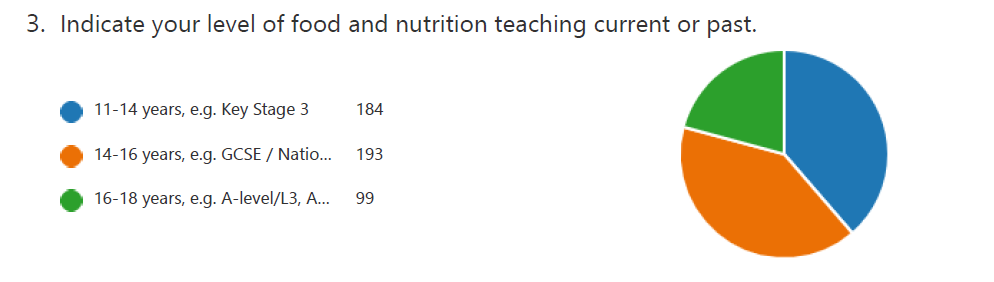 3. Indicate your level of food and nutrition teaching current or past.
11-14 years, e.g. Key Stage 3 184
14-16 years, e.g. GCSE / Natio... 193
16-18 years, e.g. A-level/L3, A... 99